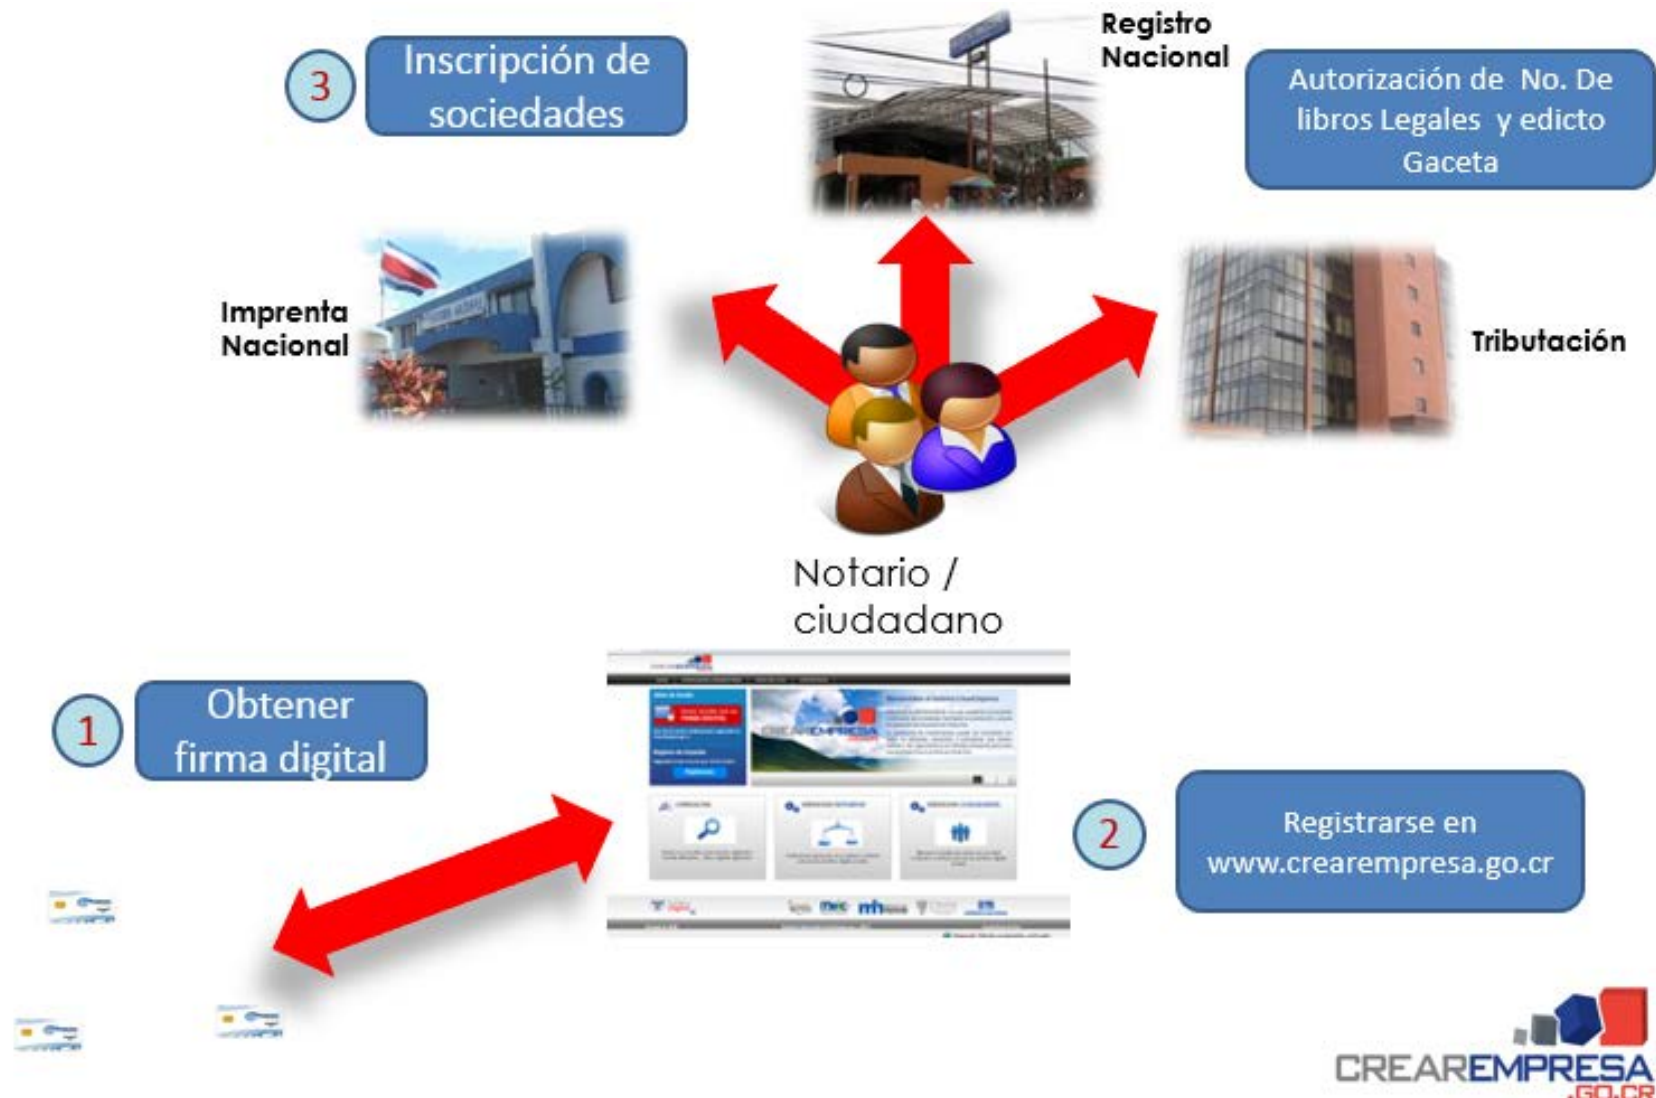 3
Inscripción de
sociedades
Registro
Nacional
Autorización de No. De
libros Legales y edicto
Gaceta
Imprenta
Nacional
Tributación
Notario /
ciudadano
1
Obtener
firma digital
CREAREMPRESA
2
Registrarse en
www.crearempresa.go.cr
CREAREMPRESA
.GO.CR